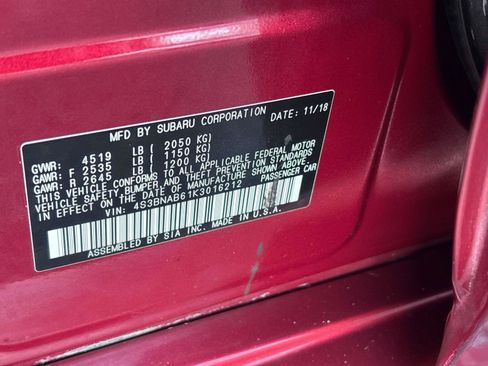 MFD BY SUBARU CORPORATION DATE: 11/18
GVWR: 4519 LB ( 2050 KG)
GAWR: F 2535 LB ( 1150 KG)
GAWR: R 2645 LB ( 1200 KG)
THIS VEHICLE CONFORMS TO ALL APPLICABLE FEDERAL MOTOR
VEHICLE SAFETY, BUMPER, AND THEFT PREVENTION STANDARDS
IN EFFECT ON THE DATE OF MANUFACTURE SHOWN ABOVE.
VIN: 4S3BNAB61K3016212 PASSENGER CAR
ASSEMBLED BY SIA INC. MADE IN U.S.A.